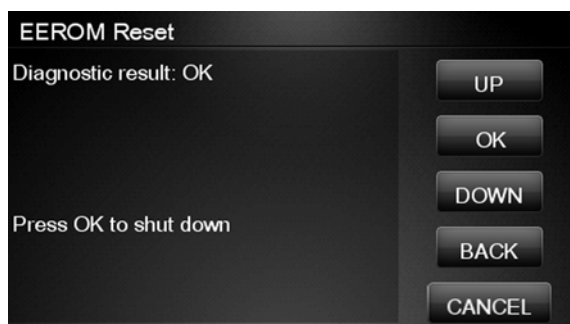 EEROM Reset
Diagnostic result: OK
UP
OK
DOWN
Press OK to shut down
BACK
CANCEL